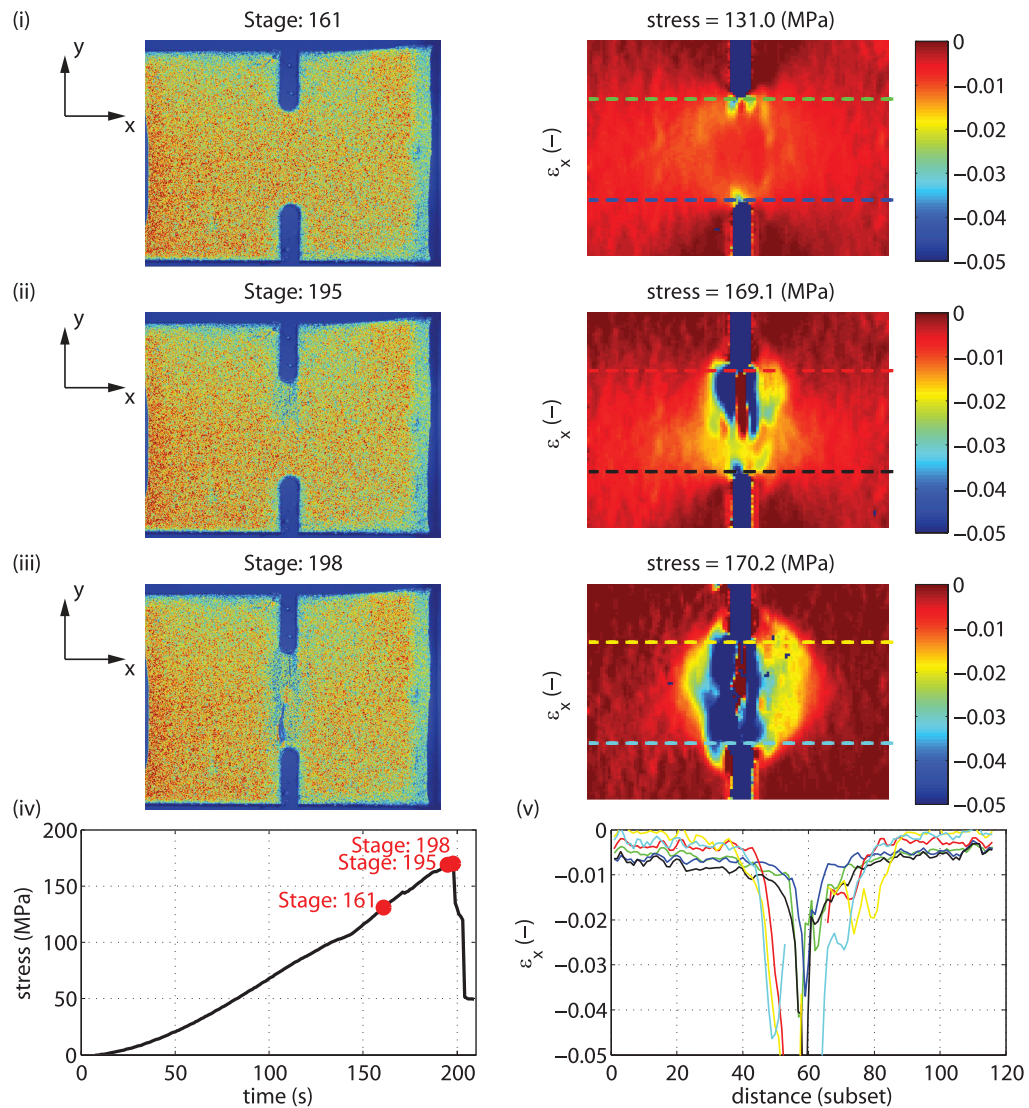 (i)
Stage: 161
stress = 131.0 (MPa)
y
x
ε_x (−)
0
−0.01
−0.02
−0.03
−0.04
−0.05
(ii)
Stage: 195
stress = 169.1 (MPa)
y
x
ε_x (−)
0
−0.01
−0.02
−0.03
−0.04
−0.05
(iii)
Stage: 198
stress = 170.2 (MPa)
y
x
ε_x (−)
0
−0.01
−0.02
−0.03
−0.04
−0.05
(iv)
200
150
100
50
0
stress (MPa)
Stage: 198
Stage: 195
Stage: 161
0 50 100 150 200
time (s)
(v)
0
−0.01
−0.02
−0.03
−0.04
−0.05
ε_x (−)
0 20 40 60 80 100 120
distance (subset)